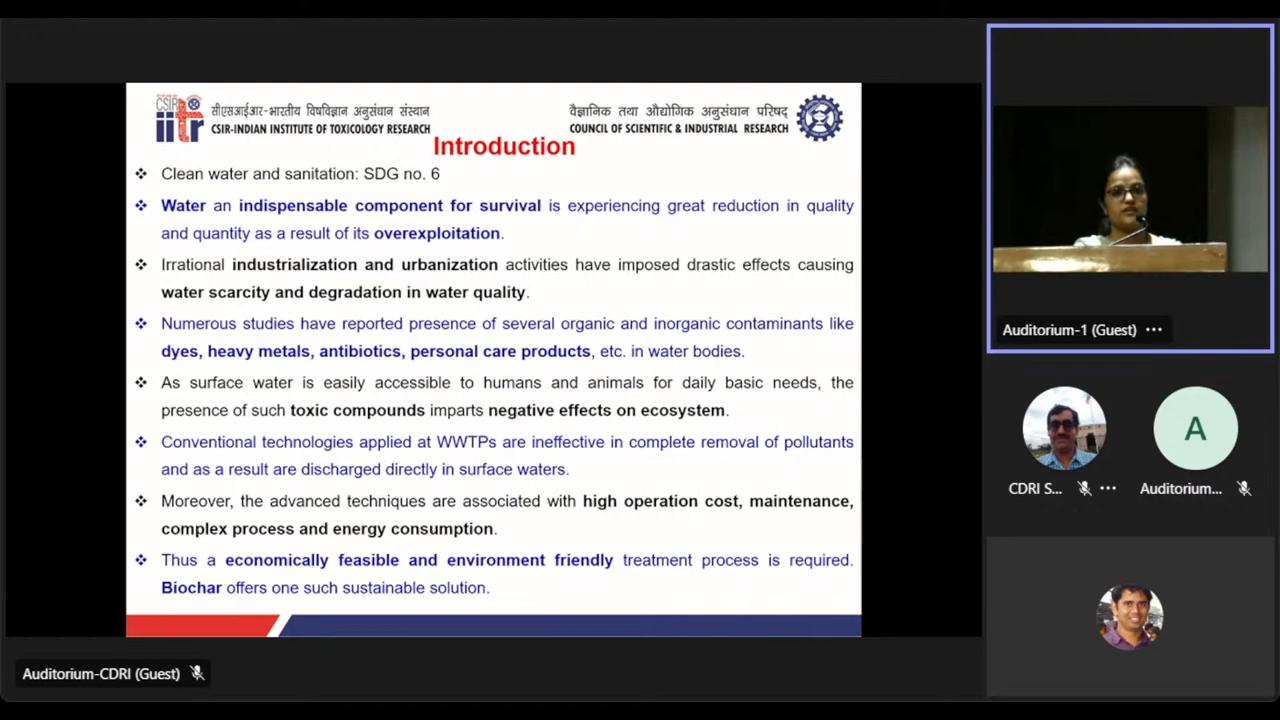 CSIR
iitr
सीएसआईआर-भारतीय विषविज्ञान अनुसंधान संस्थान
CSIR-INDIAN INSTITUTE OF TOXICOLOGY RESEARCH
वैज्ञानिक तथा औद्योगिक अनुसंधान परिषद्
COUNCIL OF SCIENTIFIC & INDUSTRIAL RESEARCH
Introduction
❖ Clean water and sanitation: SDG no. 6
❖ Water an indispensable component for survival is experiencing great reduction in quality
and quantity as a result of its overexploitation.
❖ Irrational industrialization and urbanization activities have imposed drastic effects causing
water scarcity and degradation in water quality.
❖ Numerous studies have reported presence of several organic and inorganic contaminants like
dyes, heavy metals, antibiotics, personal care products, etc. in water bodies.
❖ As surface water is easily accessible to humans and animals for daily basic needs, the
presence of such toxic compounds imparts negative effects on ecosystem.
❖ Conventional technologies applied at WWTPs are ineffective in complete removal of pollutants
and as a result are discharged directly in surface waters.
❖ Moreover, the advanced techniques are associated with high operation cost, maintenance,
complex process and energy consumption.
❖ Thus a economically feasible and environment friendly treatment process is required.
Biochar offers one such sustainable solution.
Auditorium-CDRI (Guest)
Auditorium-1 (Guest) •••
A
CDRI S... •••
Auditorium...